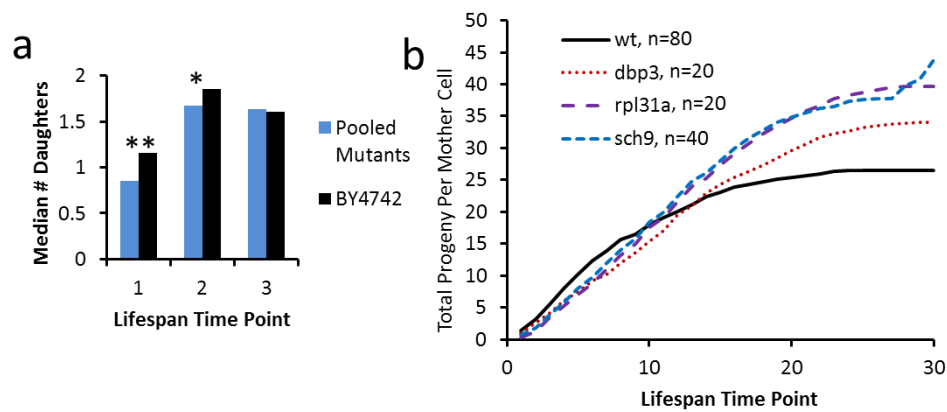 a
Median # Daughters
2
1.5
1
0.5
0
**
*
1 2 3
Lifespan Time Point
Pooled
Mutants
BY4742
b
Total Progeny Per Mother Cell
50
45
40
35
30
25
20
15
10
5
0
wt, n=80
dbp3, n=20
rpl31a, n=20
sch9, n=40
0 10 20 30
Lifespan Time Point